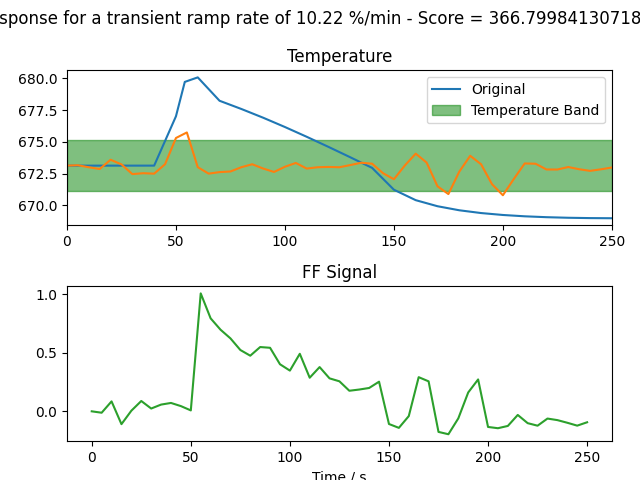 sponse for a transient ramp rate of 10.22 %/min - Score = 366.79984130718
Temperature
680.0
677.5
675.0
672.5
670.0
Original
Temperature Band
0 50 100 150 200 250
FF Signal
1.0
0.5
0.0
0 50 100 150 200 250
Time / s